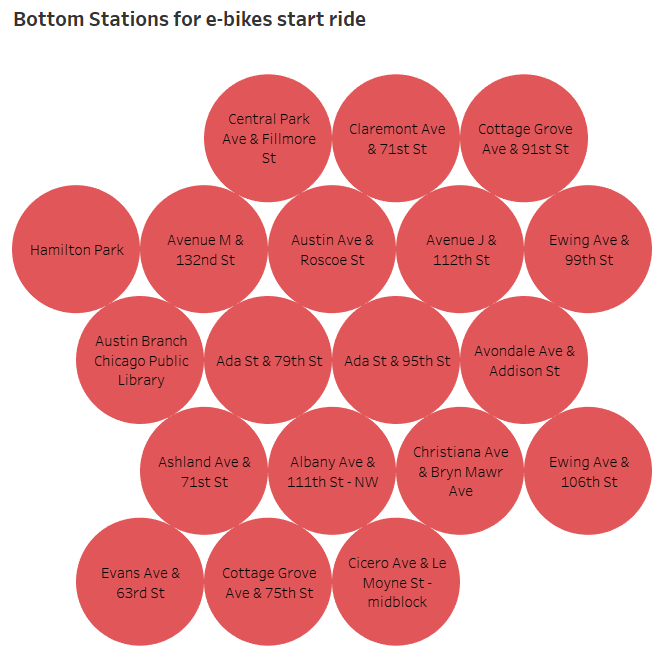 Bottom Stations for e-bikes start ride
Central Park
Ave & Fillmore
St
Claremont Ave
& 71st St
Cottage Grove
Ave & 91st St
Hamilton Park
Avenue M &
132nd St
Austin Ave &
Roscoe St
Avenue J &
112th St
Ewing Ave &
99th St
Austin Branch
Chicago Public
Library
Ada St & 79th St
Ada St & 95th St
Avondale Ave &
Addison St
Ashland Ave &
71st St
Albany Ave &
111th St - NW
Christiana Ave
& Bryn Mawr
Ave
Ewing Ave &
106th St
Evans Ave &
63rd St
Cottage Grove
Ave & 75th St
Cicero Ave & Le
Moyne St -
midblock